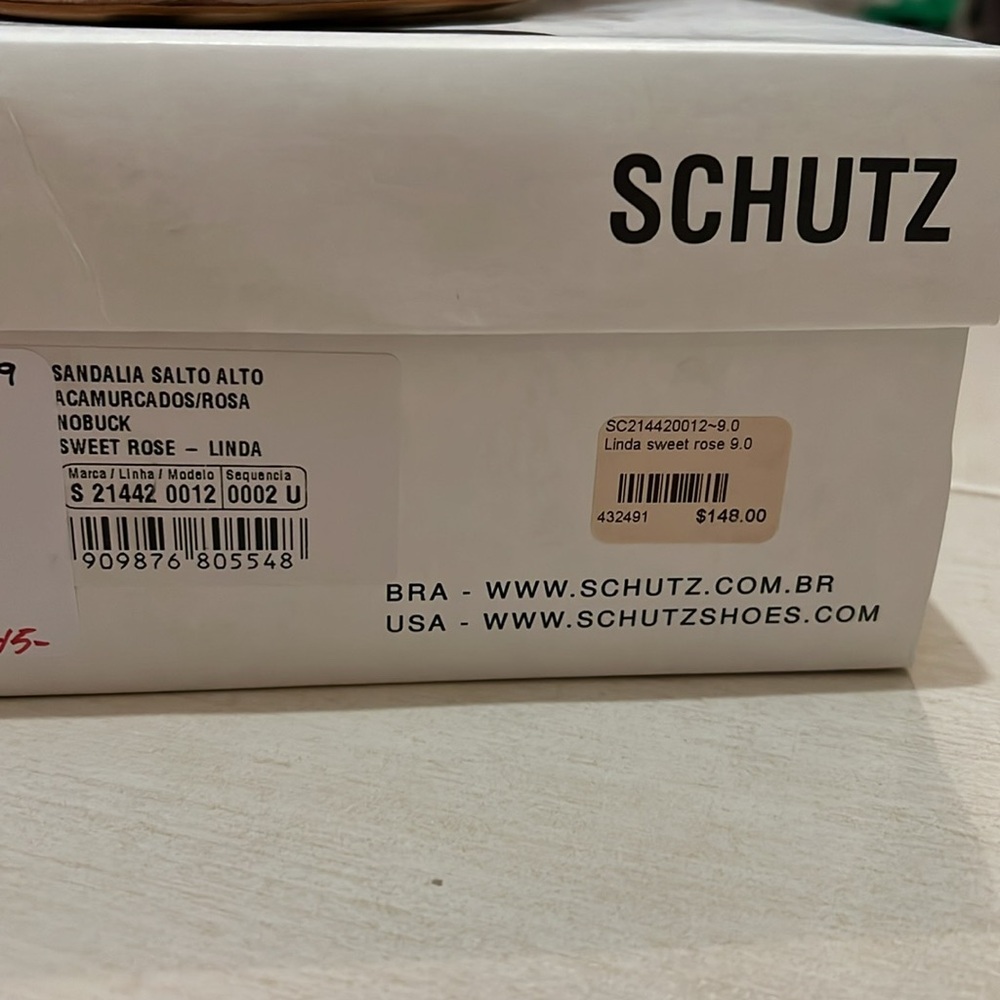 SCHUTZ
9
SANDALIA SALTO ALTO
ACAMURCADOS/ROSA
NOBUCK
SWEET ROSE – LINDA
Marca / Linha / Modelo Sequencia
S 21442 0012 0002 U
909876 805548
SC214420012~9.0
Linda sweet rose 9.0
432491 $148.00
BRA - WWW.SCHUTZ.COM.BR
USA - WWW.SCHUTZSHOES.COM